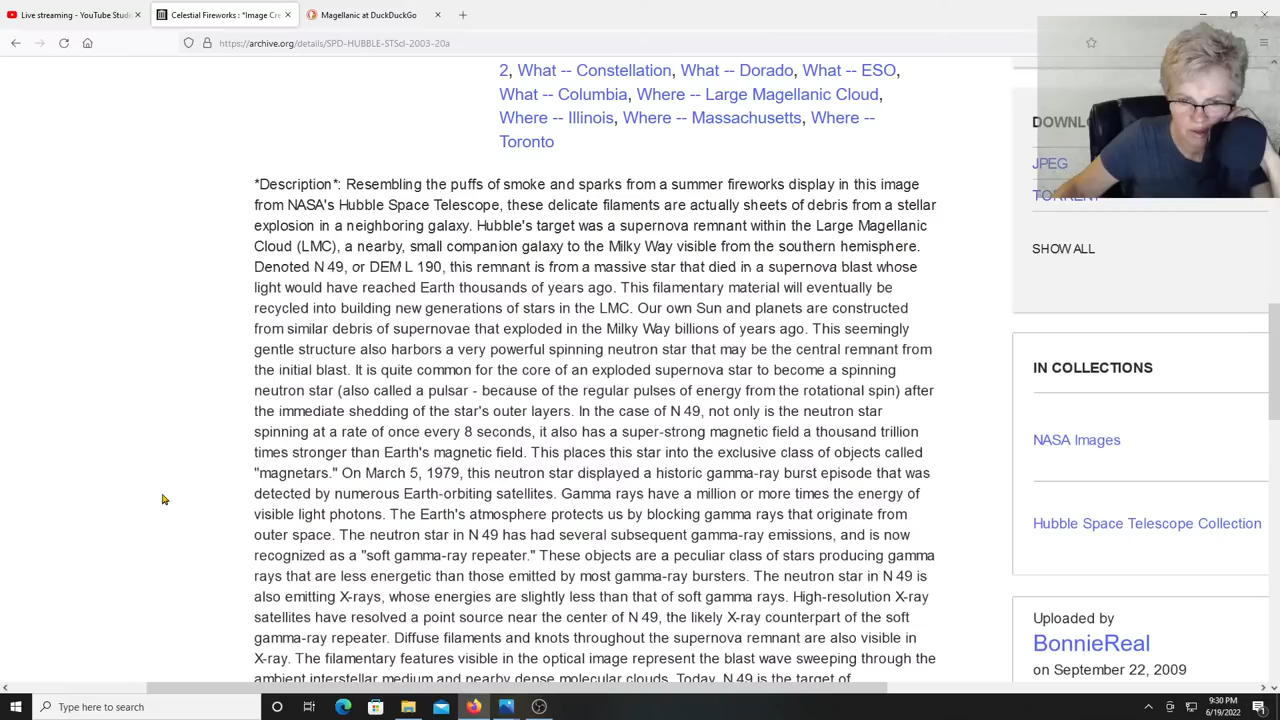 Live streaming - YouTube Studi
Celestial Fireworks : *Image Cre
Magellanic at DuckDuckGo
https://archive.org/details/SPD-HUBBLE-STScI-2003-20a
2, What -- Constellation, What -- Dorado, What -- ESO,
What -- Columbia, Where -- Large Magellanic Cloud,
Where -- Illinois, Where -- Massachusetts, Where --
Toronto
*Description*: Resembling the puffs of smoke and sparks from a summer fireworks display in this image
from NASA's Hubble Space Telescope, these delicate filaments are actually sheets of debris from a stellar
explosion in a neighboring galaxy. Hubble's target was a supernova remnant within the Large Magellanic
Cloud (LMC), a nearby, small companion galaxy to the Milky Way visible from the southern hemisphere.
Denoted N 49, or DEM L 190, this remnant is from a massive star that died in a supernova blast whose
light would have reached Earth thousands of years ago. This filamentary material will eventually be
recycled into building new generations of stars in the LMC. Our own Sun and planets are constructed
from similar debris of supernovae that exploded in the Milky Way billions of years ago. This seemingly
gentle structure also harbors a very powerful spinning neutron star that may be the central remnant from
the initial blast. It is quite common for the core of an exploded supernova star to become a spinning
neutron star (also called a pulsar - because of the regular pulses of energy from the rotational spin) after
the immediate shedding of the star's outer layers. In the case of N 49, not only is the neutron star
spinning at a rate of once every 8 seconds, it also has a super-strong magnetic field a thousand trillion
times stronger than Earth's magnetic field. This places this star into the exclusive class of objects called
"magnetars." On March 5, 1979, this neutron star displayed a historic gamma-ray burst episode that was
detected by numerous Earth-orbiting satellites. Gamma rays have a million or more times the energy of
visible light photons. The Earth's atmosphere protects us by blocking gamma rays that originate from
outer space. The neutron star in N 49 has had several subsequent gamma-ray emissions, and is now
recognized as a "soft gamma-ray repeater." These objects are a peculiar class of stars producing gamma
rays that are less energetic than those emitted by most gamma-ray bursters. The neutron star in N 49 is
also emitting X-rays, whose energies are slightly less than that of soft gamma rays. High-resolution X-ray
satellites have resolved a point source near the center of N 49, the likely X-ray counterpart of the soft
gamma-ray repeater. Diffuse filaments and knots throughout the supernova remnant are also visible in
X-ray. The filamentary features visible in the optical image represent the blast wave sweeping through the
ambient interstellar medium and nearby dense molecular clouds. Today, N 49 is the target of
DOWNLO
JPEG
TORRENT
SHOW ALL
IN COLLECTIONS
NASA Images
Hubble Space Telescope Collection
Uploaded by
BonnieReal
on September 22, 2009
Type here to search
9:30 PM
6/19/2022